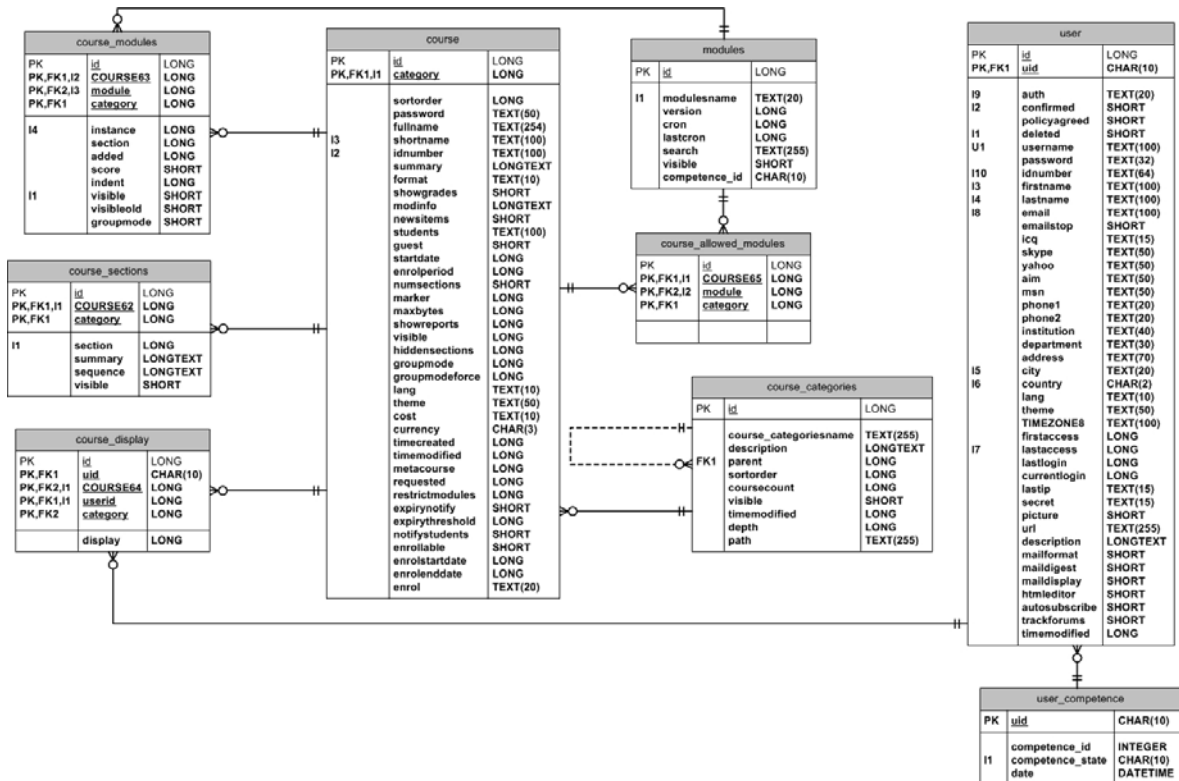 course_modules
PK id LONG
PK,FK1,I2 COURSE63 LONG
PK,FK2,I3 module LONG
PK,FK1 category LONG
I4 instance LONG
section LONG
added LONG
score SHORT
indent LONG
I1 visible SHORT
visibleold SHORT
groupmode SHORT
course_sections
PK id LONG
PK,FK1,I1 COURSE62 LONG
PK,FK1 category LONG
I1 section LONG
summary LONGTEXT
sequence LONGTEXT
visible SHORT
course_display
PK id LONG
PK,FK1 uid CHAR(10)
PK,FK2,I1 COURSE64 LONG
PK,FK1,I1 userid LONG
PK,FK2 category LONG
display LONG
course
PK id LONG
PK,FK1,I1 category LONG
sortorder LONG
password TEXT(50)
fullname TEXT(254)
I3 shortname TEXT(100)
I2 idnumber TEXT(100)
summary LONGTEXT
format TEXT(10)
showgrades SHORT
modinfo LONGTEXT
newsitems SHORT
students TEXT(100)
guest SHORT
startdate LONG
enrolperiod LONG
numsections SHORT
marker LONG
maxbytes LONG
showreports LONG
visible LONG
hiddensections LONG
groupmode LONG
groupmodeforce LONG
lang TEXT(10)
theme TEXT(50)
cost TEXT(10)
currency CHAR(3)
timecreated LONG
timemodified LONG
metacourse LONG
requested LONG
restrictmodules LONG
expirynotify SHORT
expirythreshold LONG
notifystudents SHORT
enrollable SHORT
enrolstartdate LONG
enrolenddate LONG
enrol TEXT(20)
modules
PK id LONG
I1 modulesname TEXT(20)
version LONG
cron LONG
lastcron LONG
search TEXT(255)
visible SHORT
competence_id CHAR(10)
course_allowed_modules
PK id LONG
PK,FK1,I1 COURSE65 LONG
PK,FK2,I2 module LONG
PK,FK1 category LONG
course_categories
PK id LONG
course_categoriesname TEXT(255)
description LONGTEXT
FK1 parent LONG
sortorder LONG
coursecount LONG
visible SHORT
timemodified LONG
depth LONG
path TEXT(255)
user
PK id LONG
PK,FK1 uid CHAR(10)
I9 auth TEXT(20)
I2 confirmed SHORT
policyagreed SHORT
I1 deleted SHORT
U1 username TEXT(100)
password TEXT(32)
I10 idnumber TEXT(64)
I3 firstname TEXT(100)
I4 lastname TEXT(100)
I8 email TEXT(100)
emailstop SHORT
icq TEXT(15)
skype TEXT(50)
yahoo TEXT(50)
aim TEXT(50)
msn TEXT(50)
phone1 TEXT(20)
phone2 TEXT(20)
institution TEXT(40)
department TEXT(30)
address TEXT(70)
I5 city TEXT(20)
I6 country CHAR(2)
lang TEXT(10)
theme TEXT(50)
TIMEZONE8 TEXT(100)
firstaccess LONG
I7 lastaccess LONG
lastlogin LONG
currentlogin LONG
lastip TEXT(15)
secret TEXT(15)
picture SHORT
url TEXT(255)
description LONGTEXT
mailformat SHORT
maildigest SHORT
maildisplay SHORT
htmleditor SHORT
autosubscribe SHORT
trackforums SHORT
timemodified LONG
user_competence
PK uid CHAR(10)
competence_id INTEGER
I1 competence_state CHAR(10)
date DATETIME